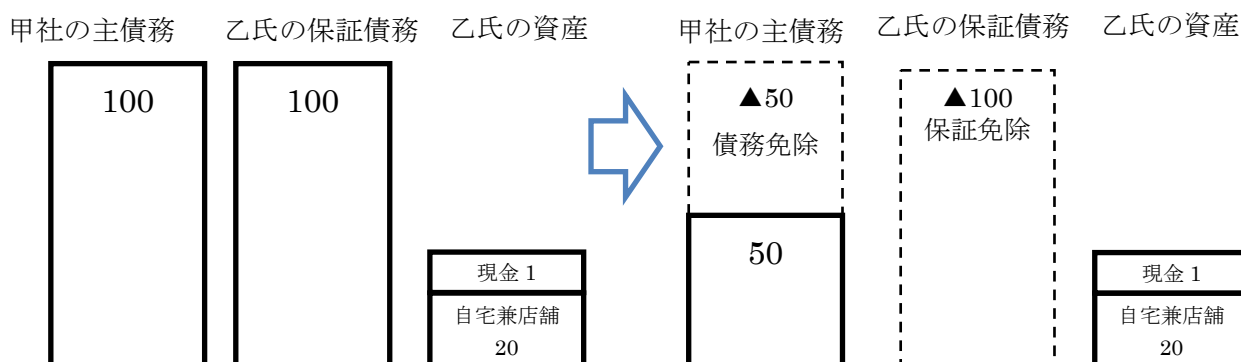 甲社の主債務 乙氏の保証債務 乙氏の資産
100
100
現金 1
自宅兼店舗
20
甲社の主債務 乙氏の保証債務 乙氏の資産
▲50
債務免除
50
▲100
保証免除
現金 1
自宅兼店舗
20